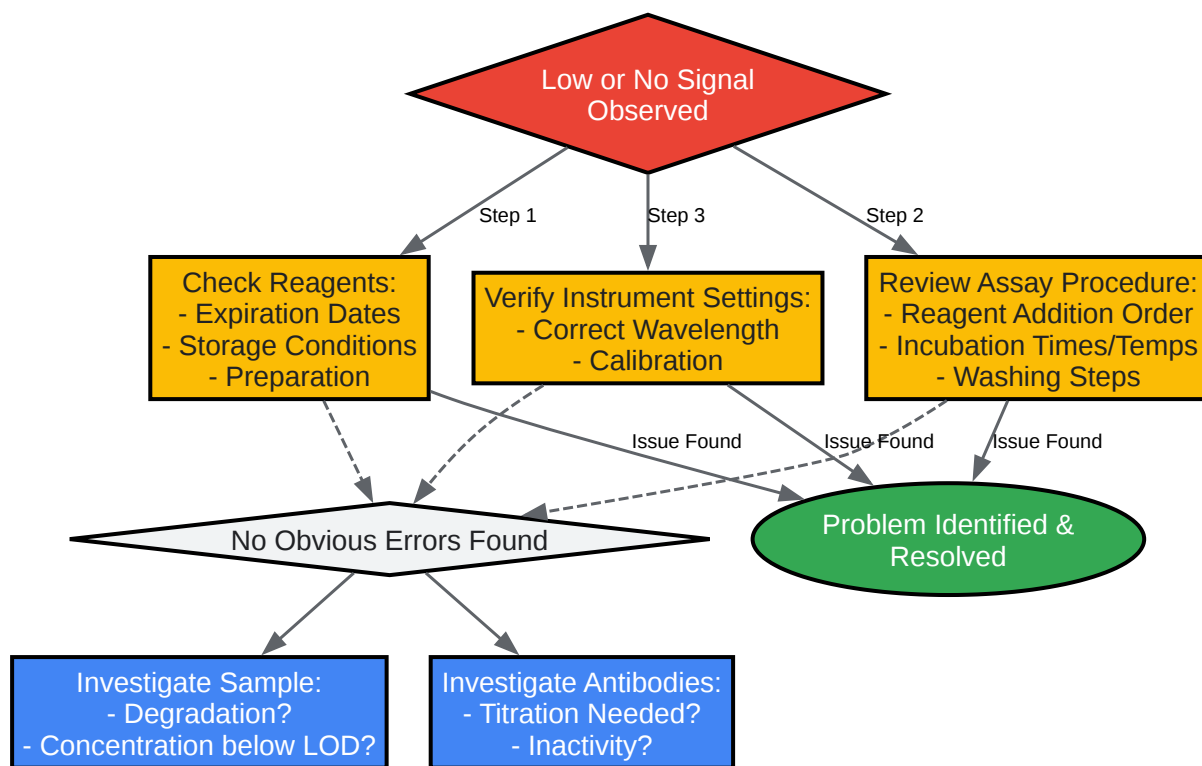 Low or No Signal
Observed
Step 1
Step 3
Step 2
Check Reagents:
- Expiration Dates
- Storage Conditions
- Preparation
Verify Instrument Settings:
- Correct Wavelength
- Calibration
Review Assay Procedure:
- Reagent Addition Order
- Incubation Times/Temps
- Washing Steps
Issue Found
Issue Found
Issue Found
No Obvious Errors Found
Problem Identified &
Resolved
Investigate Sample:
- Degradation?
- Concentration below LOD?
Investigate Antibodies:
- Titration Needed?
- Inactivity?